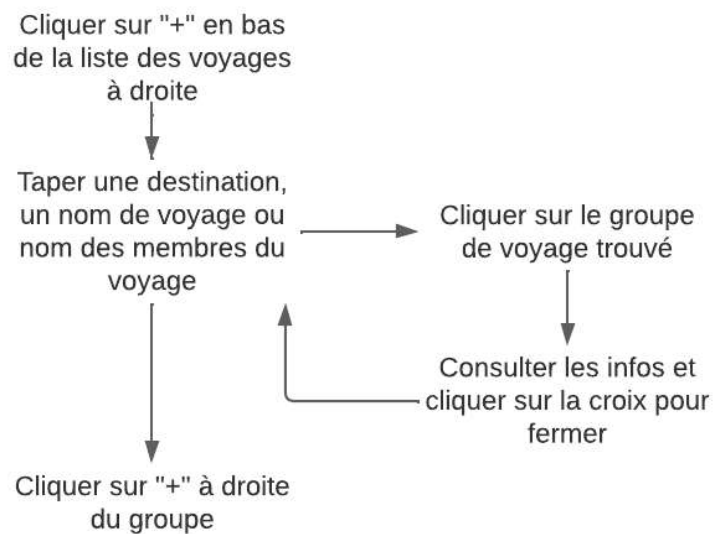 Cliquer sur "+" en bas
de la liste des voyages
à droite
Taper une destination,
un nom de voyage ou
nom des membres du
voyage
Cliquer sur le groupe
de voyage trouvé
Consulter les infos et
cliquer sur la croix pour
fermer
Cliquer sur "+" à droite
du groupe